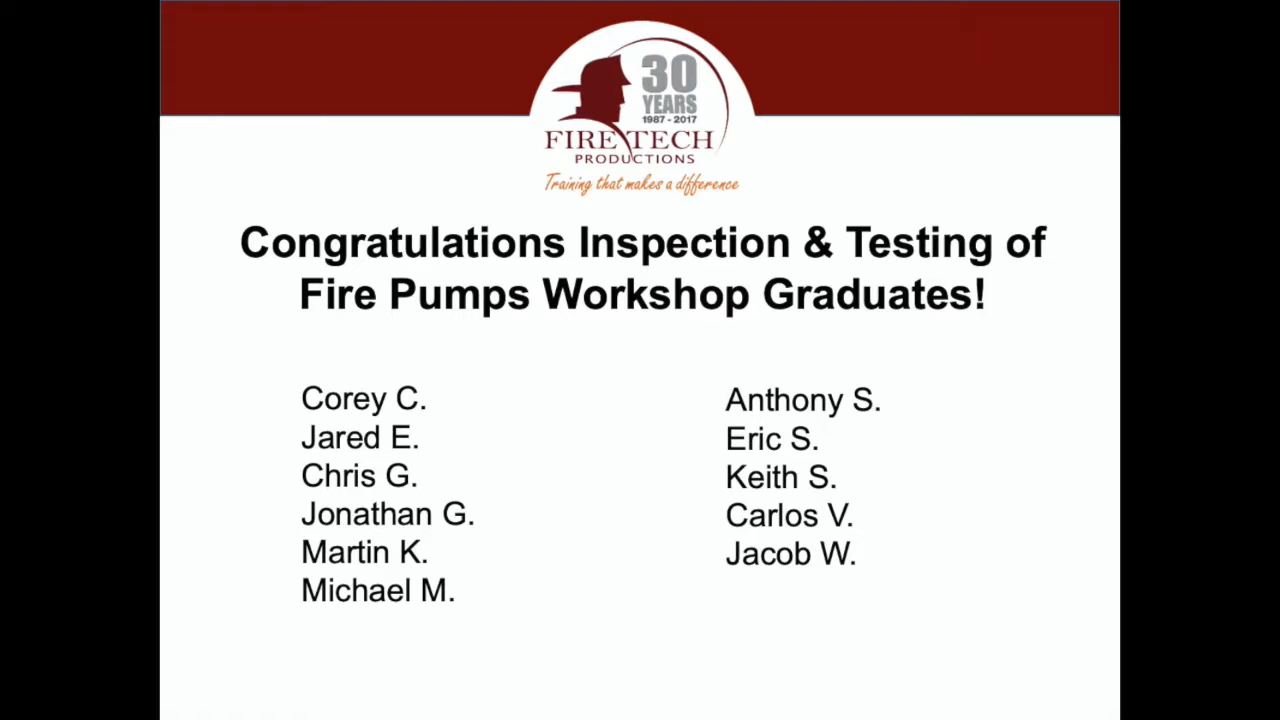 30
YEARS
1987 - 2017
FIRE TECH
PRODUCTIONS
Training that makes a difference
Congratulations Inspection & Testing of
Fire Pumps Workshop Graduates!
Corey C.
Jared E.
Chris G.
Jonathan G.
Martin K.
Michael M.
Anthony S.
Eric S.
Keith S.
Carlos V.
Jacob W.